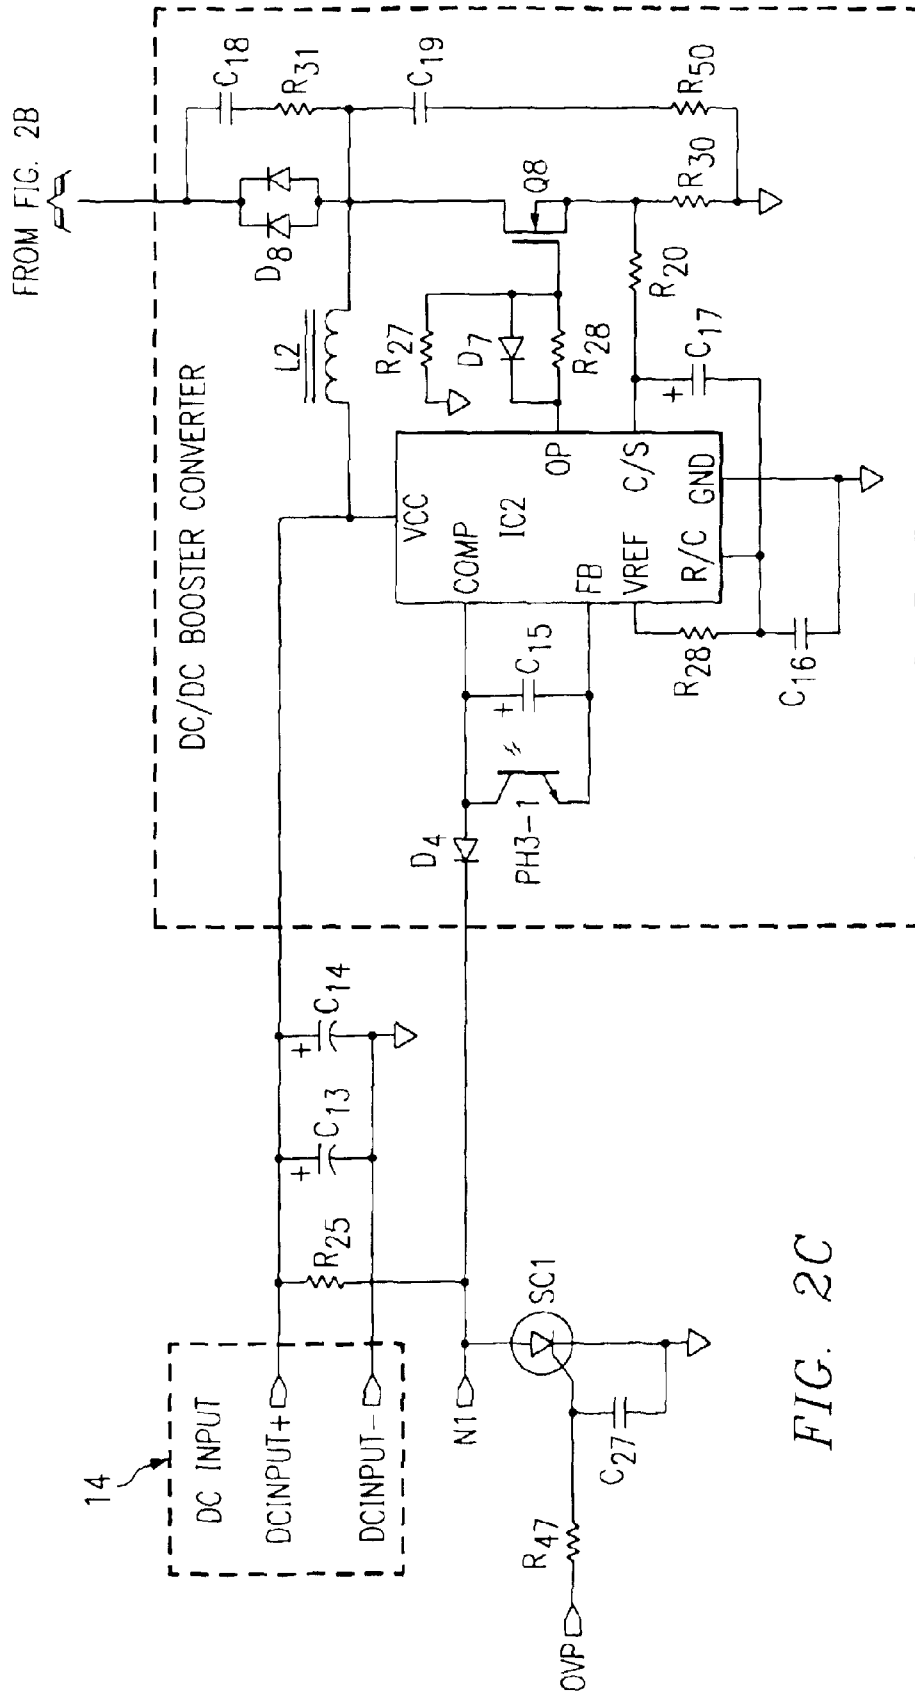 FROM FIG. 2B
DC/DC BOOSTER CONVERTER
C18
R31
C19
R50
D8
L2
Q8
R30
R27
D7
R28
R20
C17
+
VCC
COMP
IC2
OP
C/S
FB
VREF
R/C
GND
+
C15
R28
C16
D4
PH3-1
+
C14
+
C13
R25
14
DC INPUT
DCINPUT+
DCINPUT-
N1
SC1
C27
R47
OVP
FIG. 2C